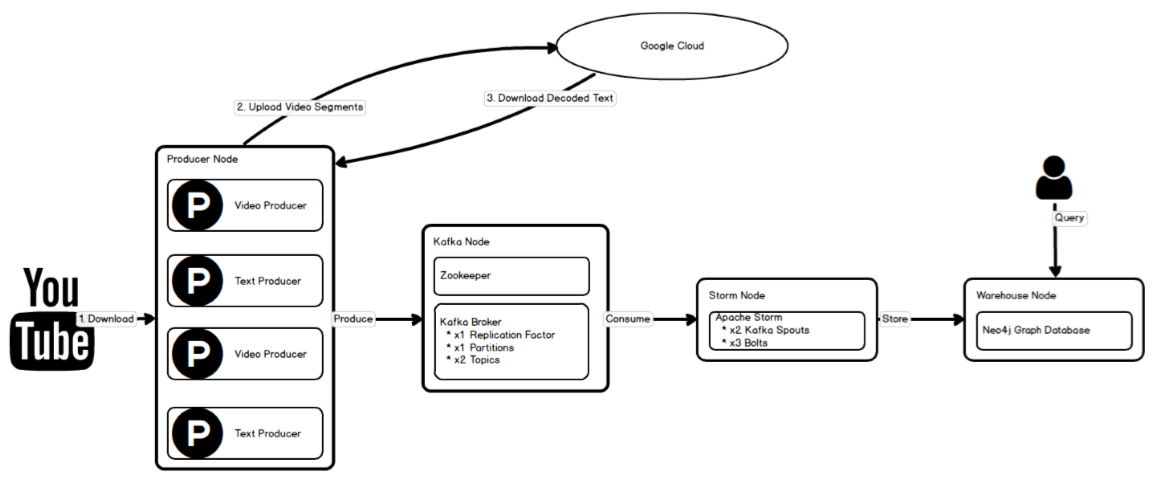 Google Cloud
2. Upload Video Segments
3. Download Decoded Text
Producer Node
P Video Producer
P Text Producer
P Video Producer
P Text Producer
You
Tube
1. Download
Produce
Kafka Node
Zookeeper
Kafka Broker
* x1 Replication Factor
* x1 Partitions
* x2 Topics
Consume
Storm Node
Apache Storm
* x2 Kafka Spouts
* x3 Bolts
Store
Query
Warehouse Node
Neo4j Graph Database